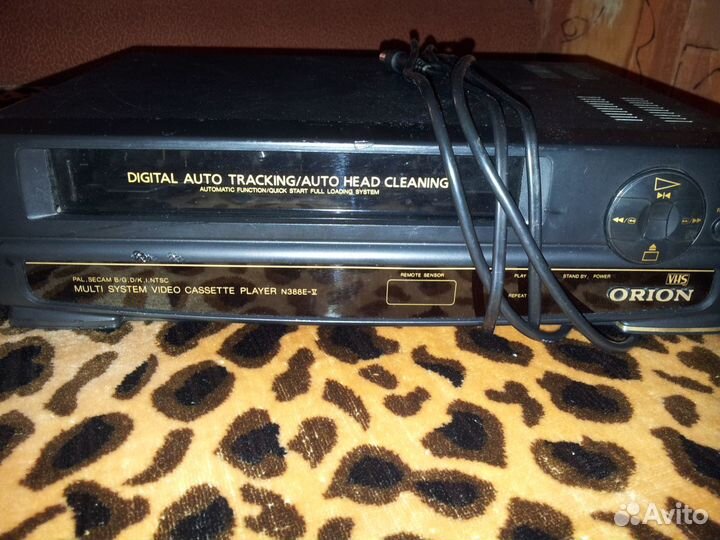 DIGITAL AUTO TRACKING/AUTO HEAD CLEANING
AUTOMATIC FUNCTION/QUICK START FULL LOADING SYSTEM
PAL.SECAM B/G.D/K.I.NTSC
MULTI SYSTEM VIDEO CASSETTE PLAYER N388E-V
REMOTE SENSOR
PLAY
STAND BY.
POWER
REPEAT
VHS
ORION
Avito